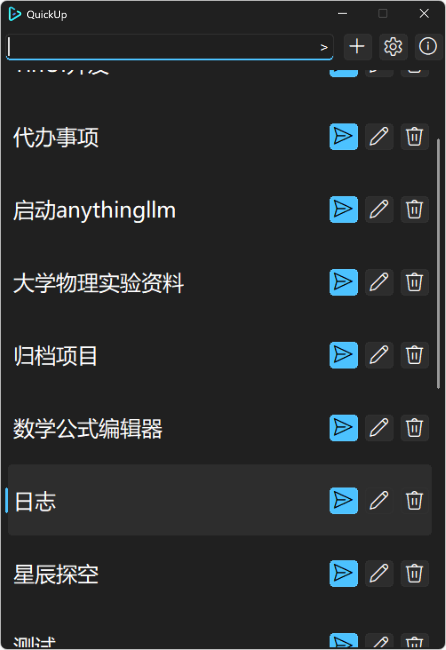 QuickUp
>
代办事项
启动anythingllm
大学物理实验资料
归档项目
数学公式编辑器
日志
星辰探空
测试